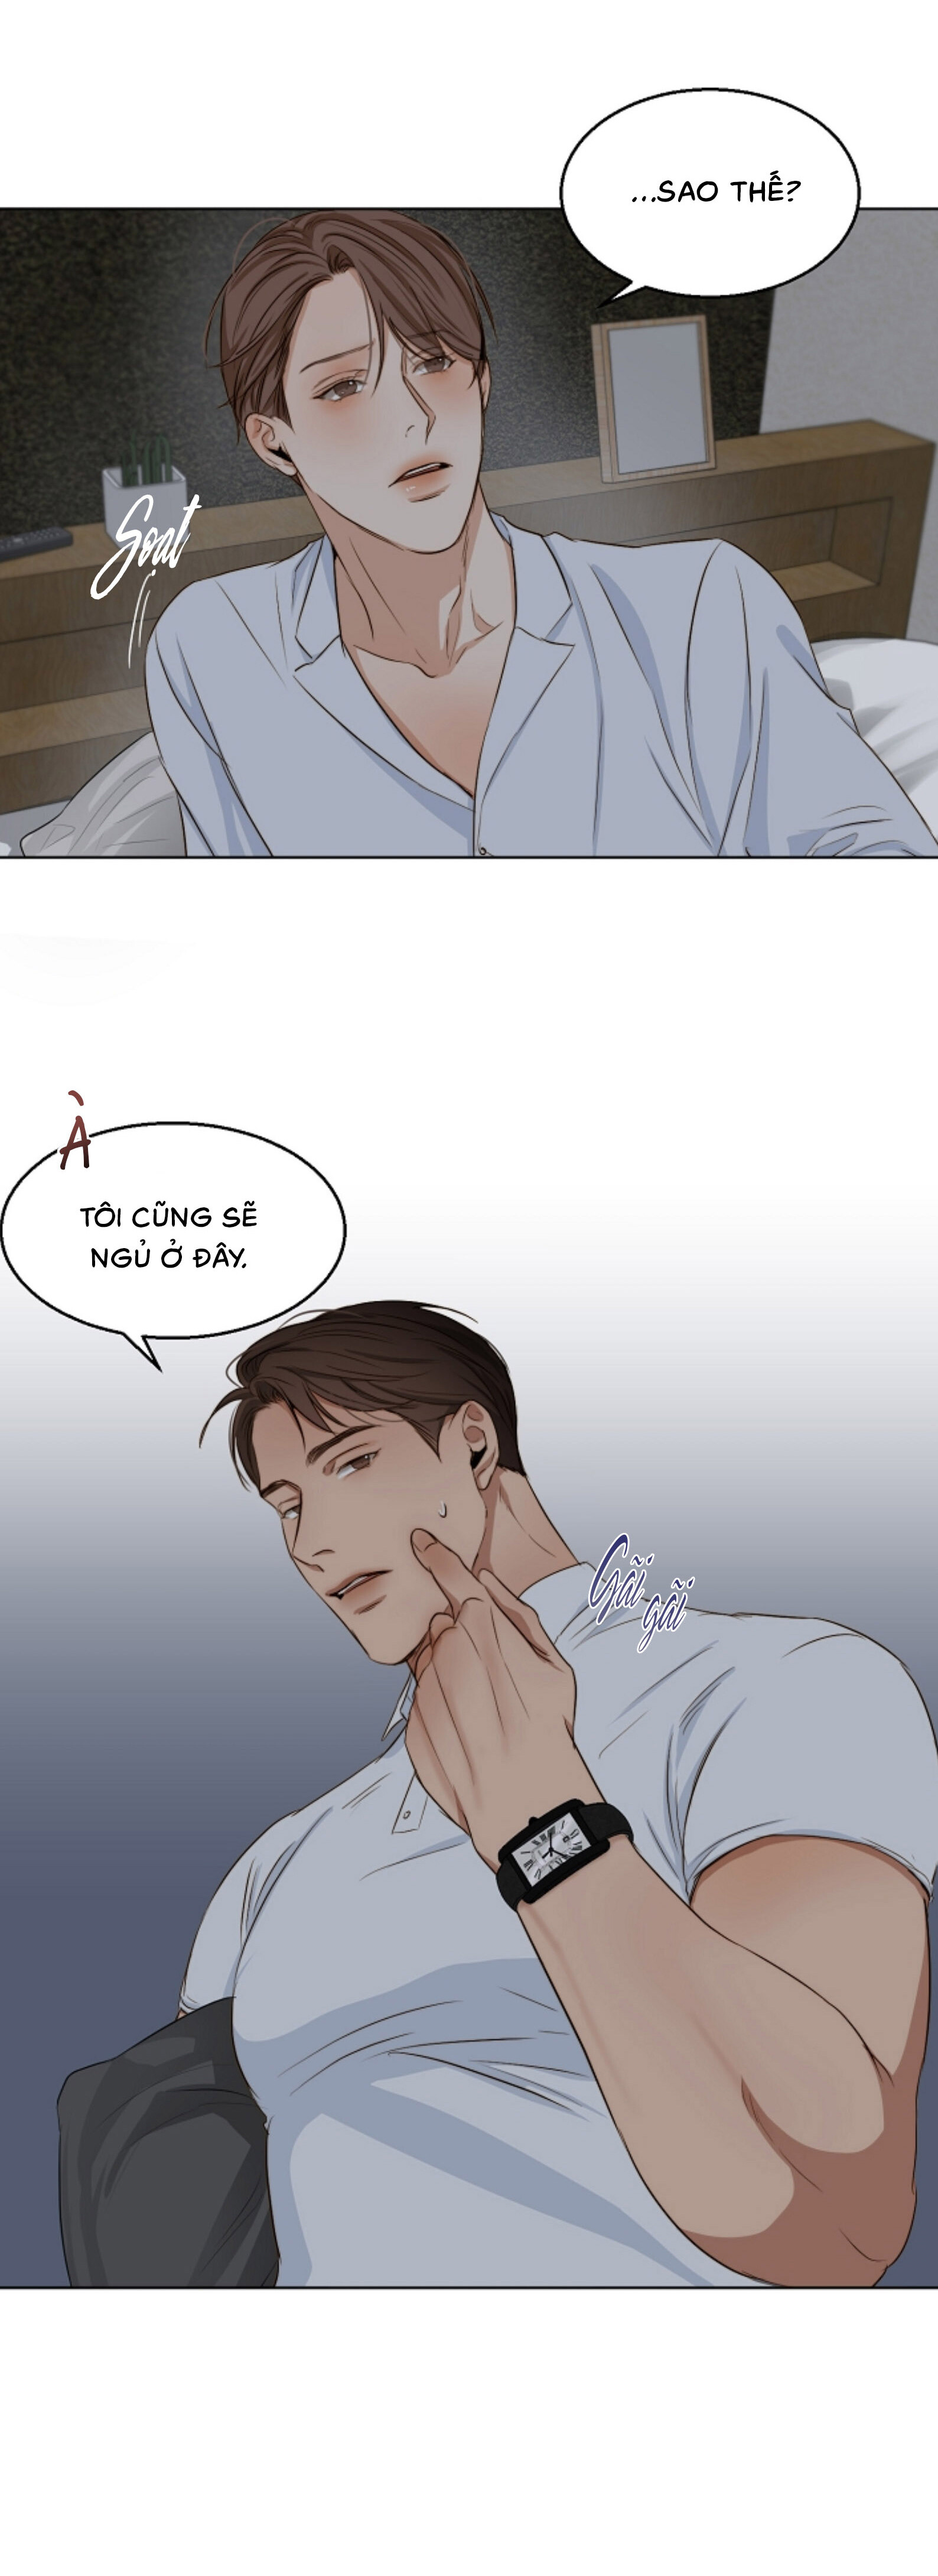 ...SAO THẾ?
Soạt
À
TÔI CŨNG SẼ
NGỦ Ở ĐÂY.
Gãi
gãi